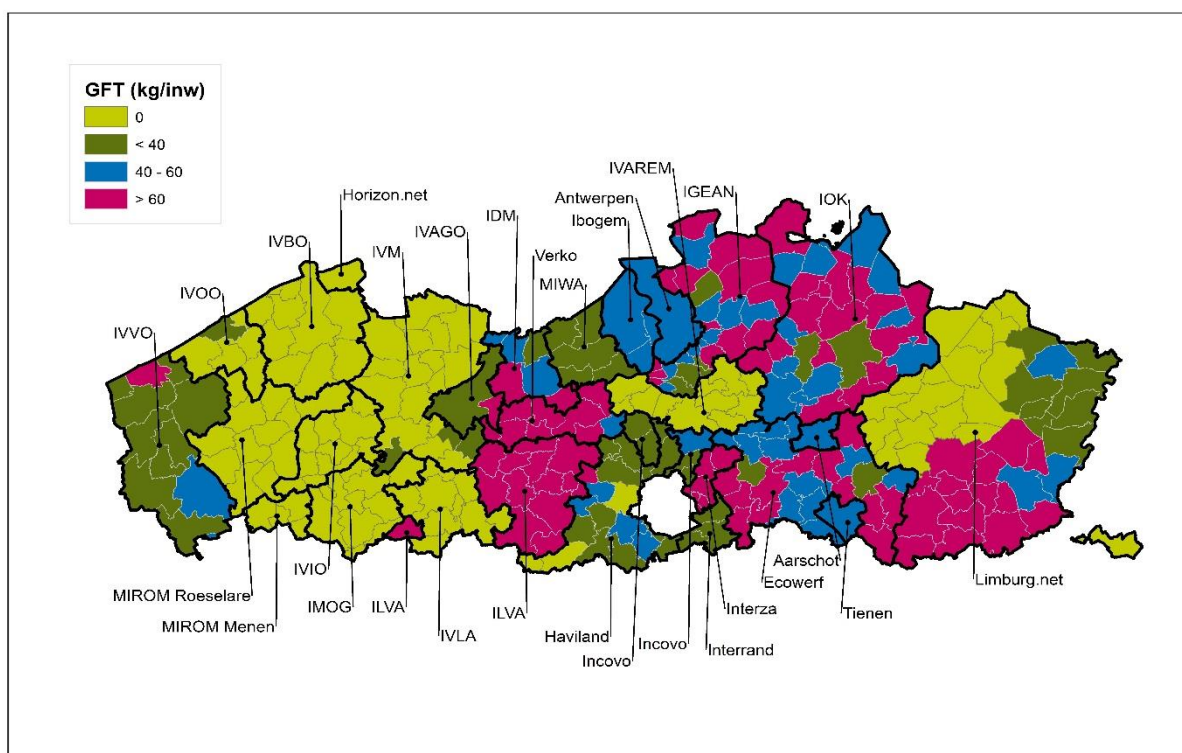 GFT (kg/inw)
0
< 40
40 - 60
> 60
IVAREM
Antwerpen
IGEAN
IOK
Horizon.net
IDM
Ibogem
IVAGO
IVBO
IVM
Verko
MIWA
IVOO
IVVO
MIROM Roeselare
IVIO
IMOG
ILVA
ILVA
Aarschot
Ecowerf
Limburg.net
MIROM Menen
IVLA
Haviland
Incovo
Interza
Tienen
Incovo
Interrand